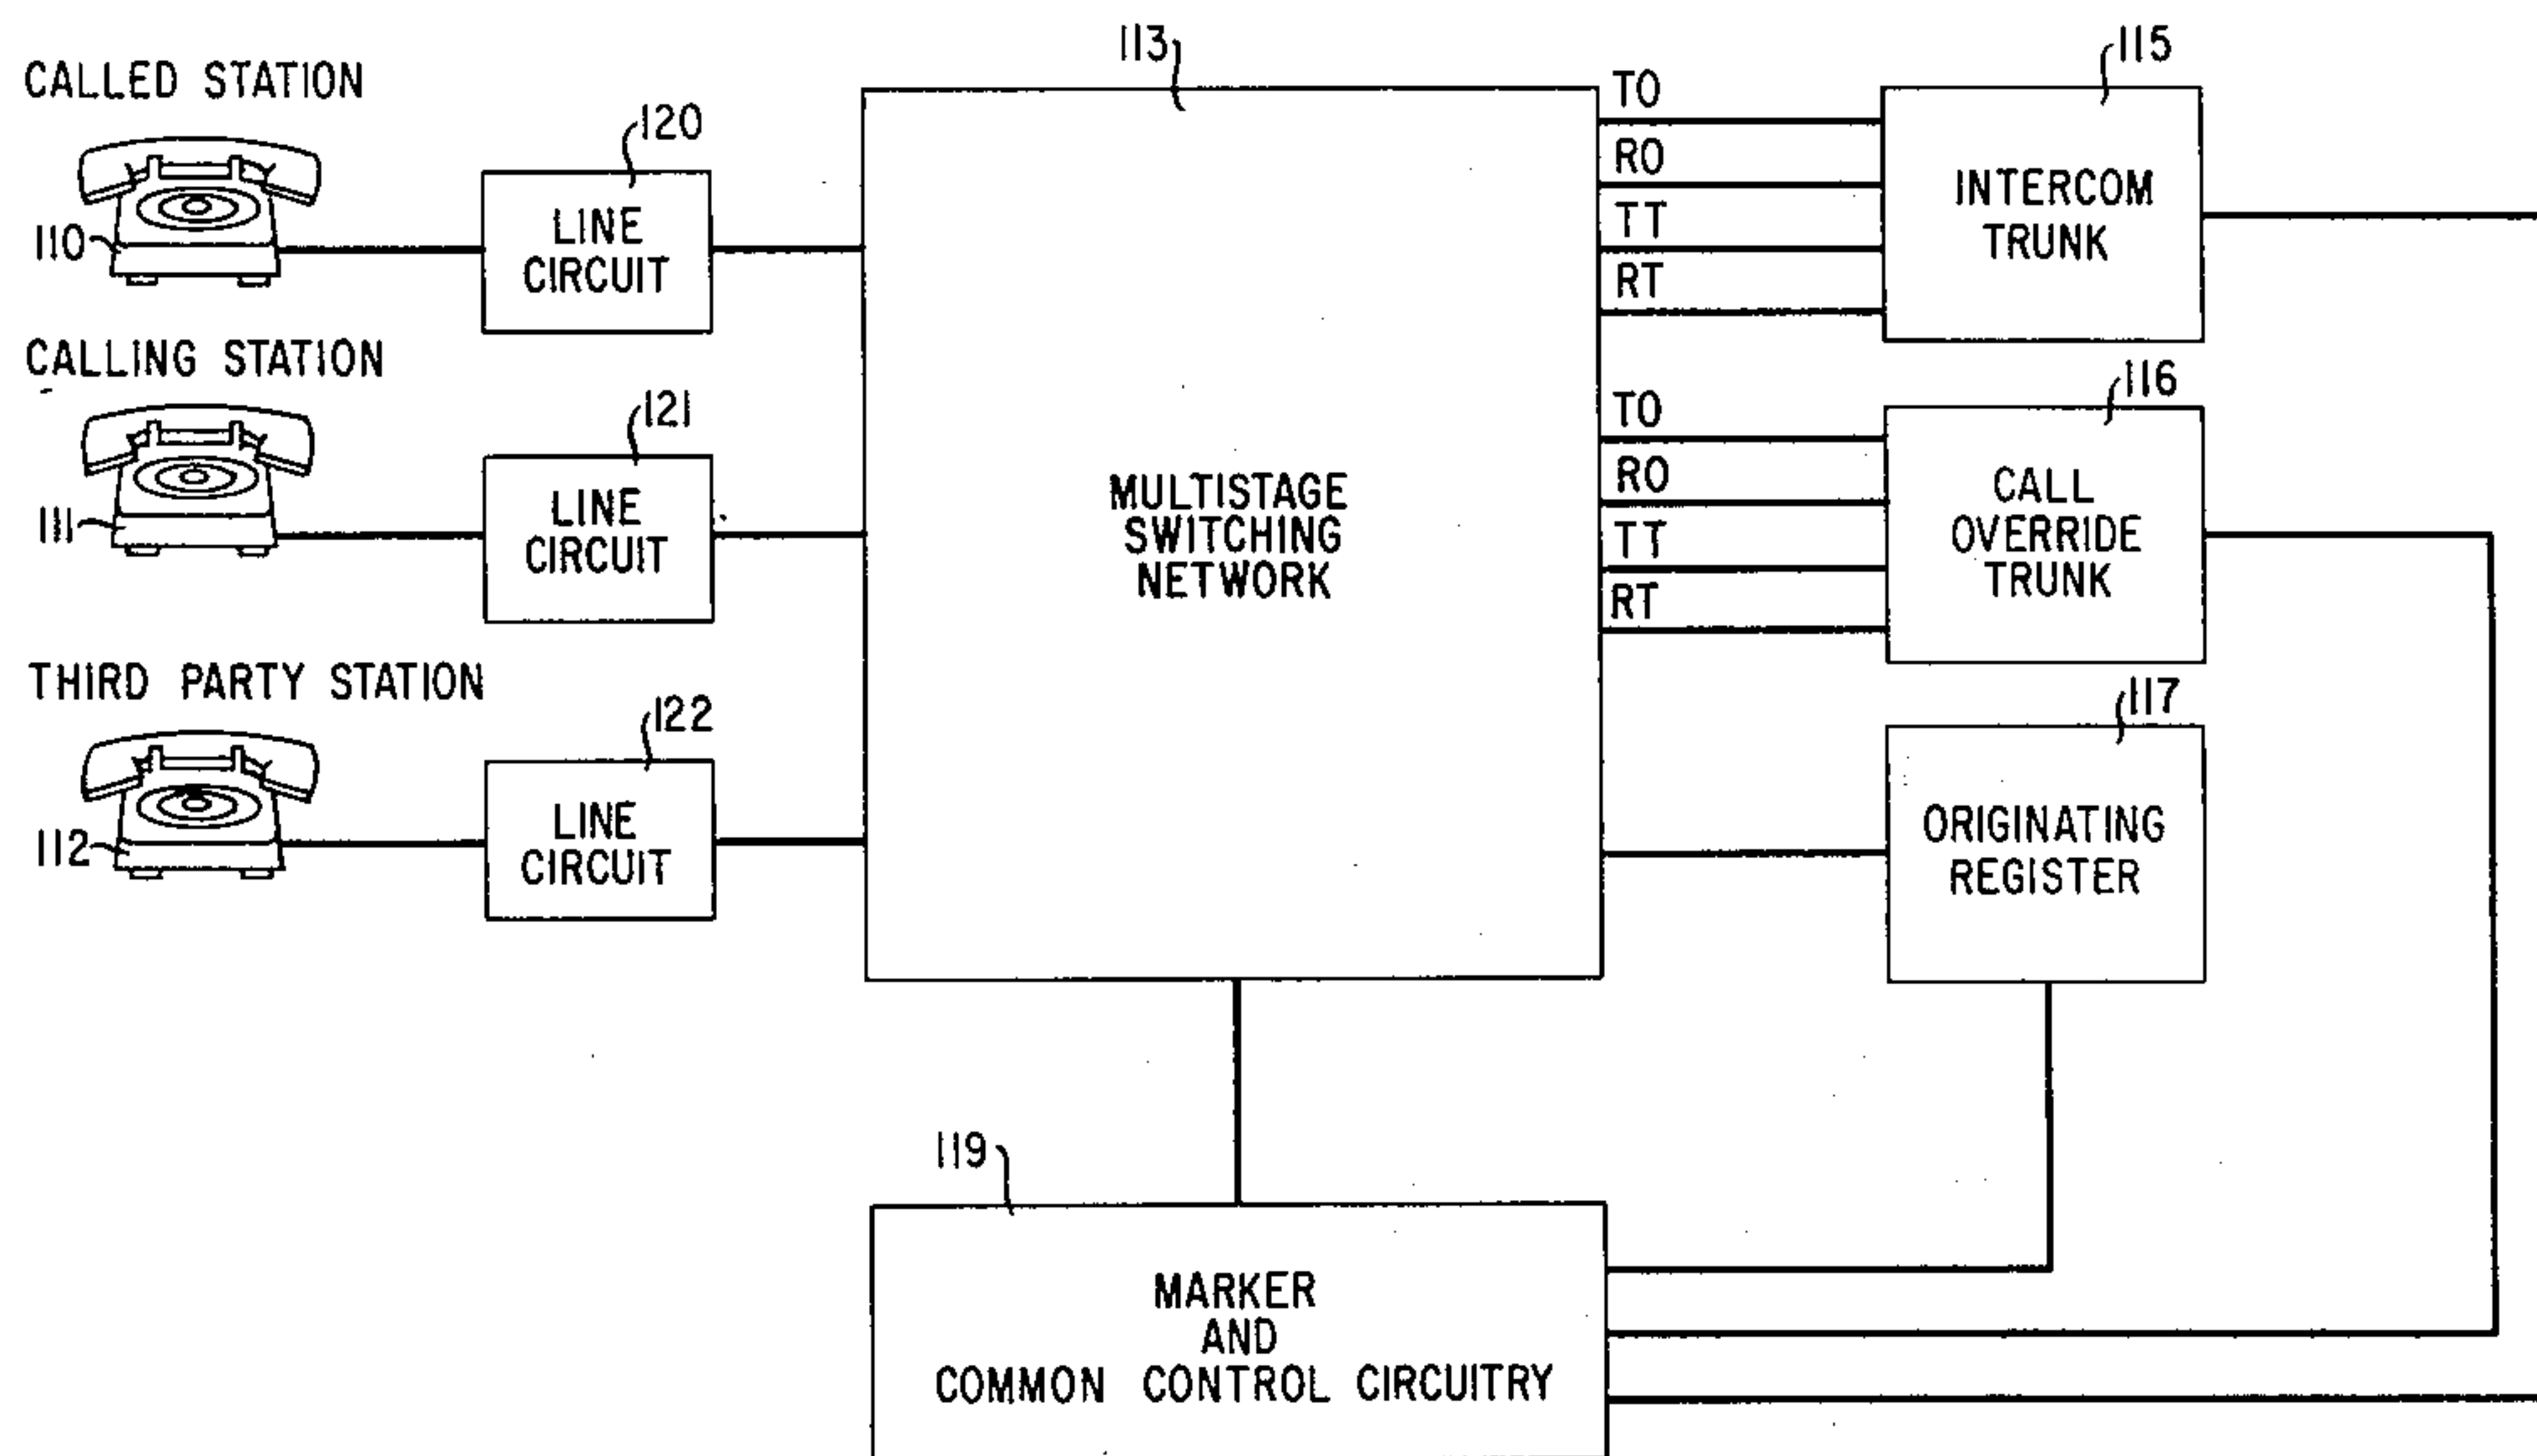 CALLED STATION
110
120
LINE
CIRCUIT
CALLING STATION
111
121
LINE
CIRCUIT
THIRD PARTY STATION
112
122
LINE
CIRCUIT
113
MULTISTAGE
SWITCHING
NETWORK
TO
RO
TT
RT
115
INTERCOM
TRUNK
TO
RO
TT
RT
116
CALL
OVERRIDE
TRUNK
117
ORIGINATING
REGISTER
119
MARKER
AND
COMMON CONTROL CIRCUITRY